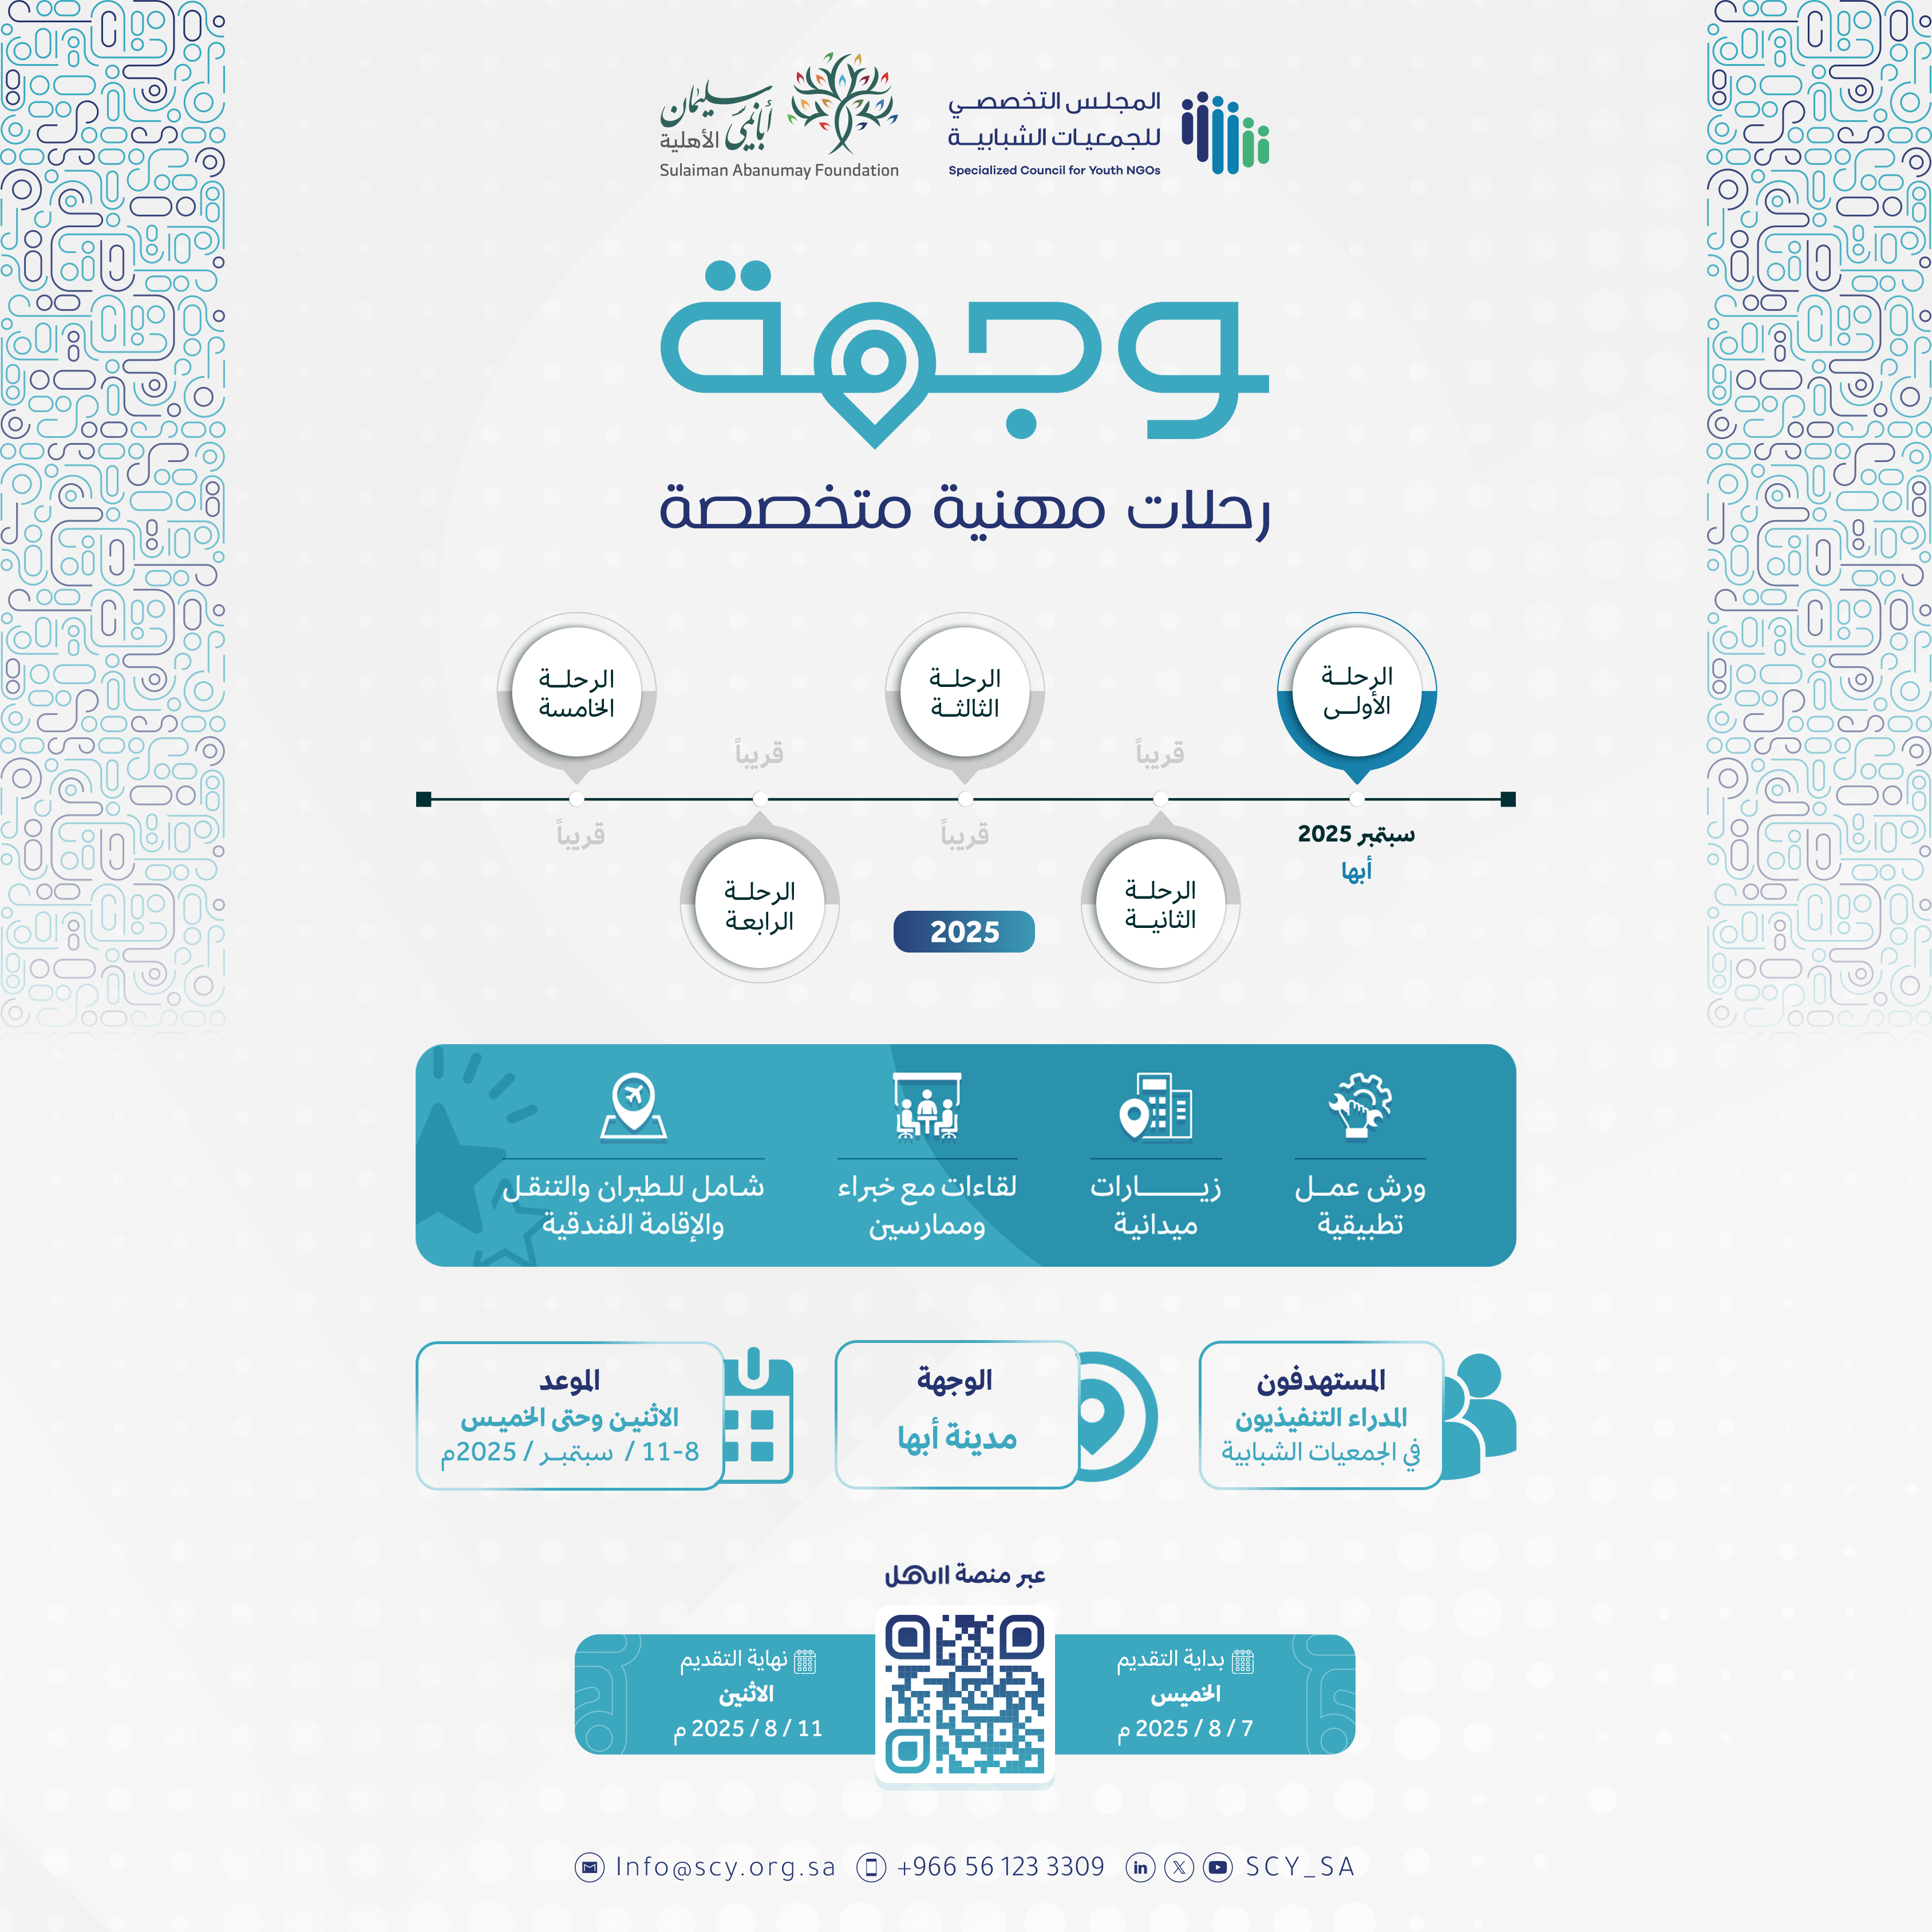 المجلس التخصصي
للجمعيات الشبابية
Specialized Council for Youth NGOs
سليمان
أبانمي
الأهلية
Sulaiman Abanumay Foundation
وجهة
رحلات مهنية متخصصة
الرحلة
الأولى
سبتمبر 2025
أبها
قريباً
الرحلة
الثانية
الرحلة
الثالثة
قريباً
قريباً
الرحلة
الرابعة
الرحلة
الخامسة
قريباً
2025
ورش عمل
تطبيقية
زيارات
ميدانية
لقاءات مع خبراء
وممارسين
شامل للطيران والتنقل
والإقامة الفندقية
المستهدفون
المدراء التنفيذيون
في الجمعيات الشبابية
الوجهة
مدينة أبها
الموعد
الاثنين وحتى الخميس
8-11 / سبتمبر / 2025م
عبر منصة
بداية التقديم
الخميس
7 / 8 / 2025 م
نهاية التقديم
الاثنين
11 / 8 / 2025 م
Info@scy.org.sa +966 56 123 3309 SCY_SA